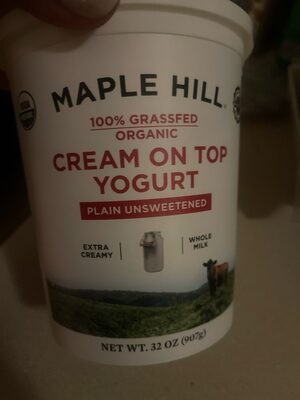 MAPLE HILL
100% GRASSFED
ORGANIC
CREAM ON TOP
YOGURT
PLAIN UNSWEETENED
EXTRA
CREAMY
WHOLE
MILK
NET WT. 32 OZ (907g)